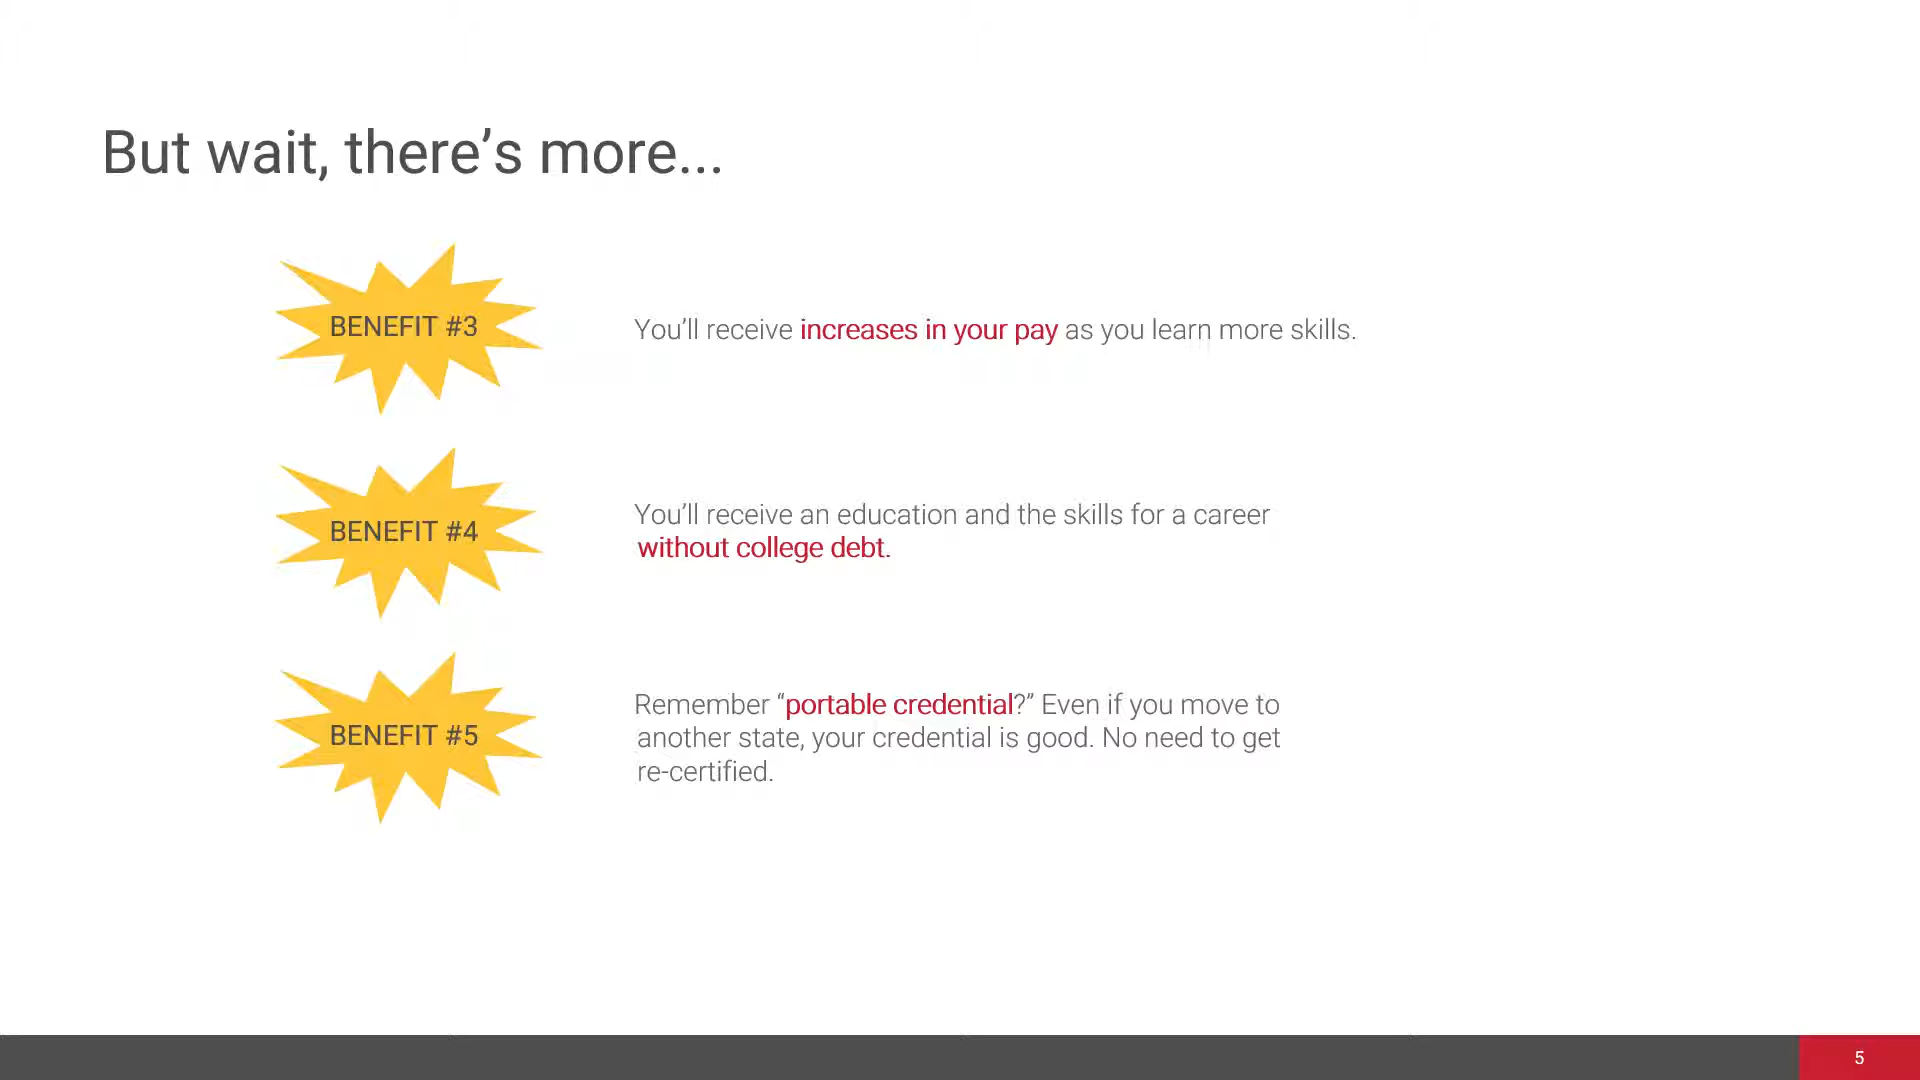 But wait, there’s more...
BENEFIT #3
You’ll receive increases in your pay as you learn more skills.
BENEFIT #4
You’ll receive an education and the skills for a career
without college debt.
BENEFIT #5
Remember “portable credential?” Even if you move to
another state, your credential is good. No need to get
re-certified.
5